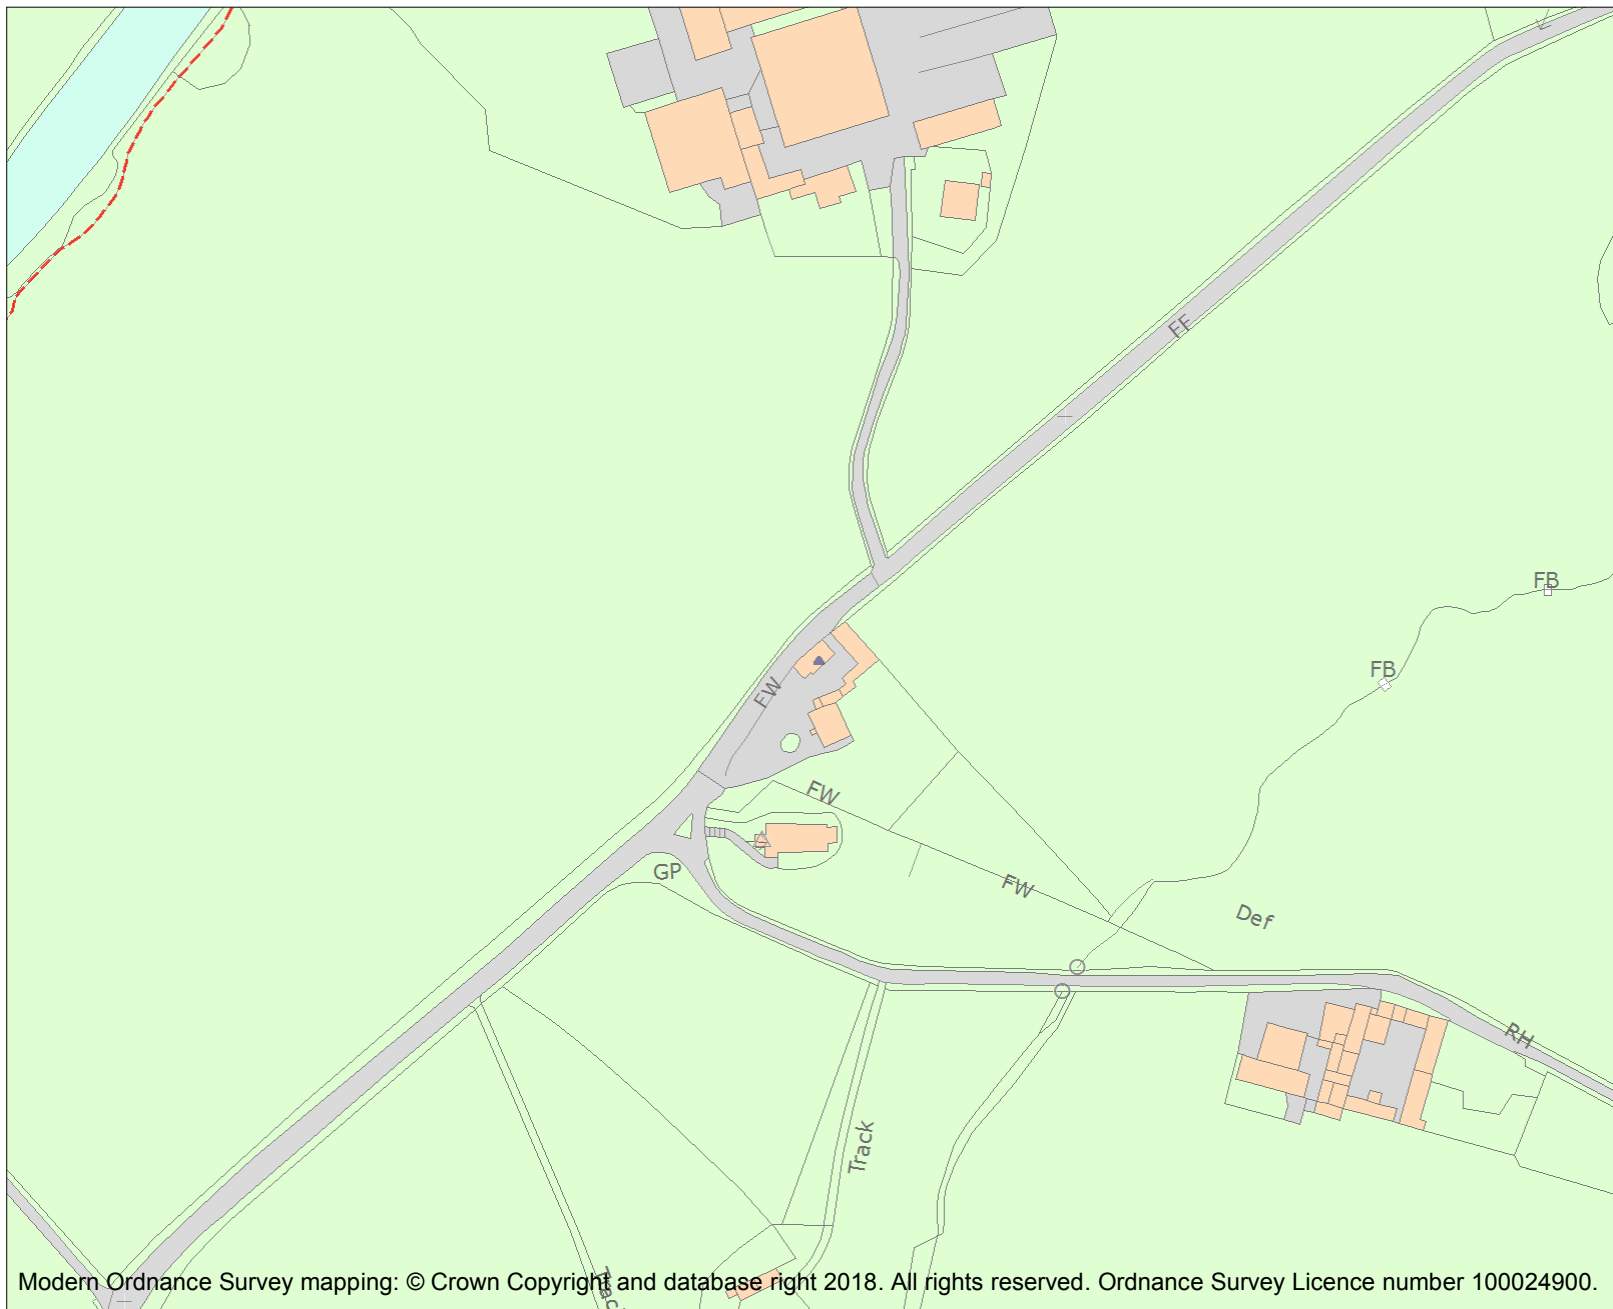 FF
FB
FB
FW
FW
GP
FW
Def
RH
Track
Track
Modern Ordnance Survey mapping: © Crown Copyright and database right 2018. All rights reserved. Ordnance Survey Licence number 100024900.